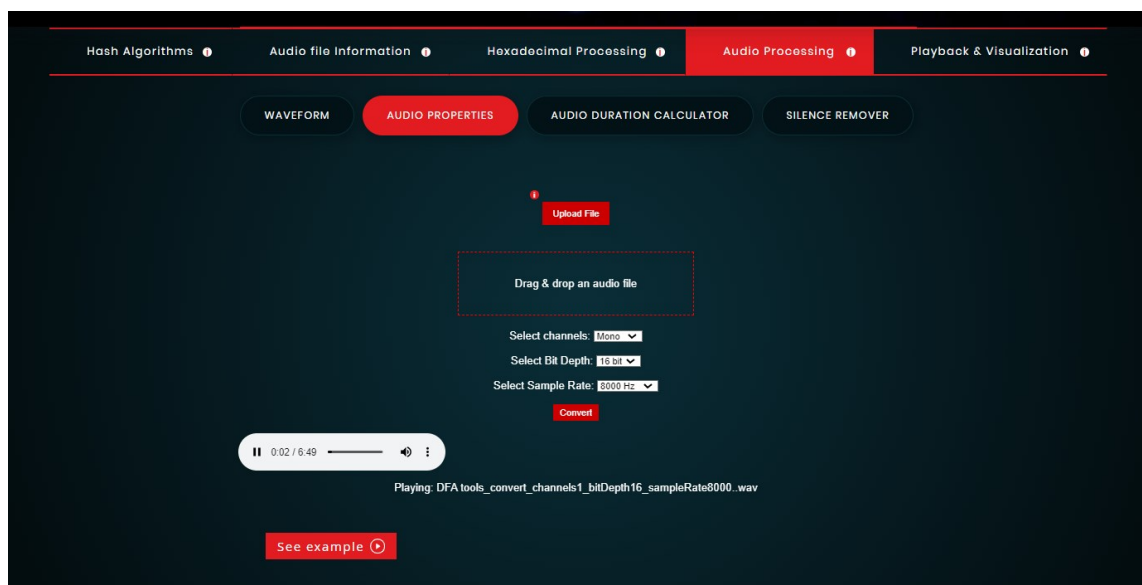 Hash Algorithms
Audio file Information
Hexadecimal Processing
Audio Processing
Playback & Visualization
WAVEFORM
AUDIO PROPERTIES
AUDIO DURATION CALCULATOR
SILENCE REMOVER
Upload File
Drag & drop an audio file
Select channels: Mono
Select Bit Depth: 16 bit
Select Sample Rate: 8000 Hz
Convert
0:02 / 6:49
Playing: DFA tools_convert_channels1_bitDepth16_sampleRate8000..wav
See example